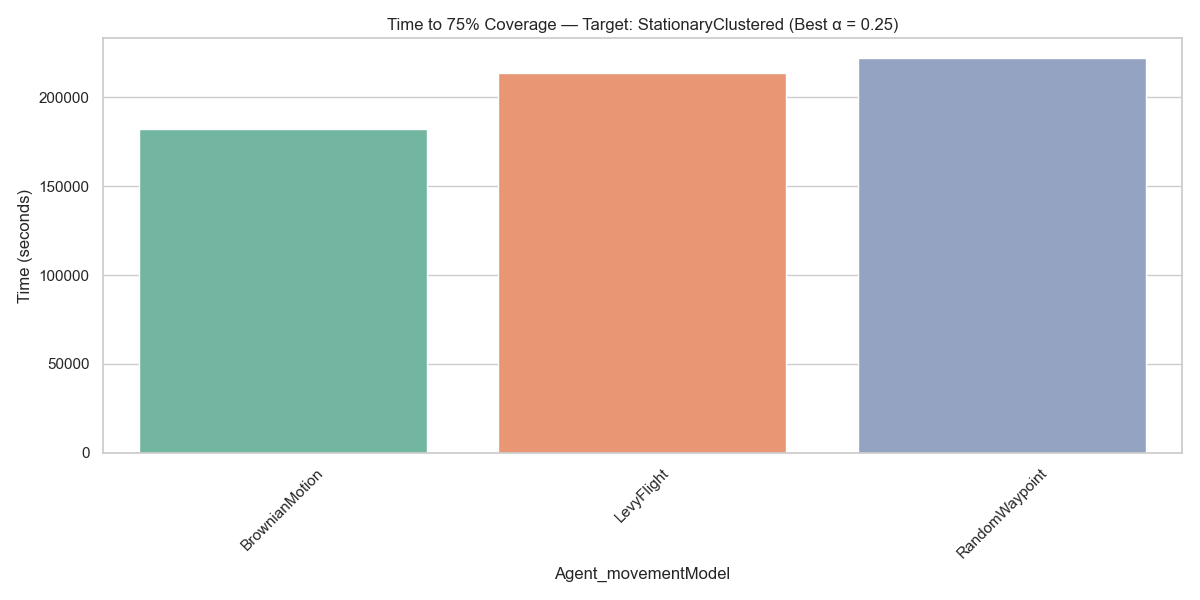 Time to 75% Coverage — Target: StationaryClustered (Best α = 0.25)
Time (seconds)
200000
150000
100000
50000
0
BrownianMotion
LevyFlight
RandomWaypoint
Agent_movementModel